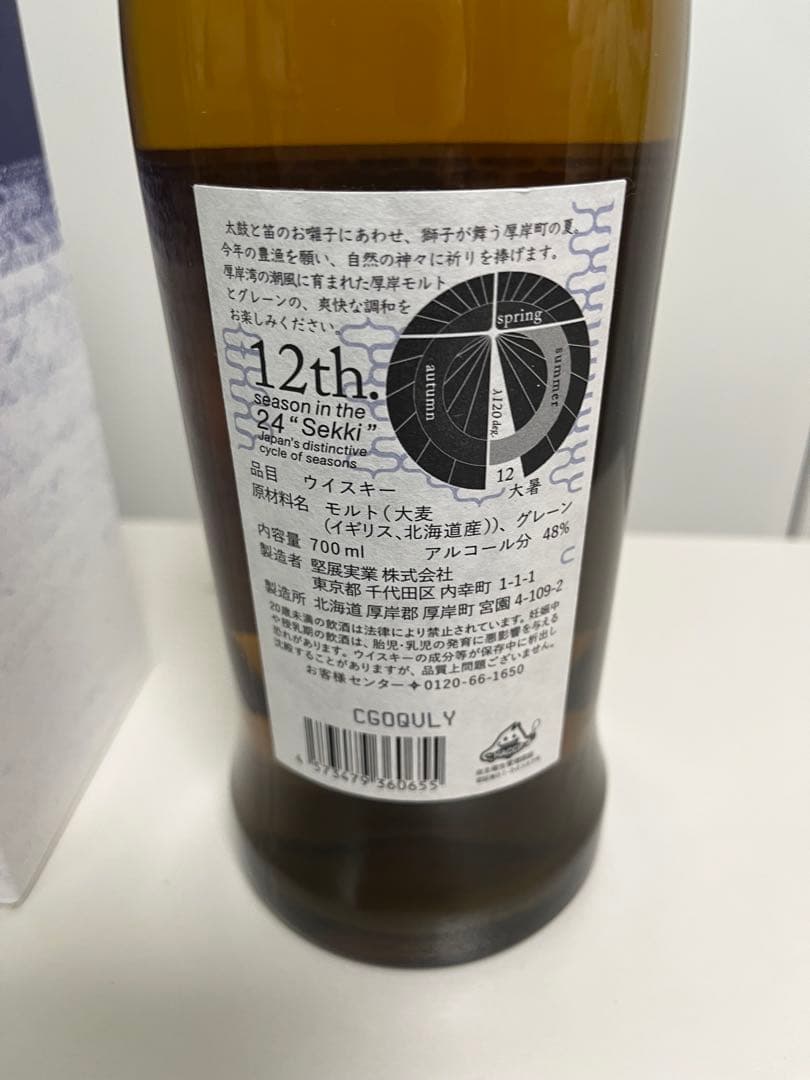 太鼓と笛のお囃子にあわせ、獅子が舞う厚岸町の夏。
今年の豊漁を願い、自然の神々に祈りを捧げます。
厚岸湾の潮風に育まれた厚岸モルト
とグレーンの、爽快な調和を
お楽しみください。
spring
summer
autumn
λ120 deg.
12
大暑
12th.
season in the
24 “Sekki”
Japan's distinctive
cycle of seasons
品目 ウイスキー
原材料名 モルト(大麦
(イギリス、北海道産))、グレーン
内容量 700 ml アルコール分 48%
製造者 堅展実業 株式会社
東京都 千代田区 内幸町 1-1-1
製造所 北海道 厚岸郡 厚岸町 宮園 4-109-2
20歳未満の飲酒は法律により禁止されています。妊娠中
や授乳期の飲酒は、胎児・乳児の発育に悪影響を与える
恐れがあります。ウイスキーの成分等が保存中に析出し
沈殿することがありますが、品質上問題ございません。
お客様センター✦0120-66-1650
CGOQVLY
4 573479 360655